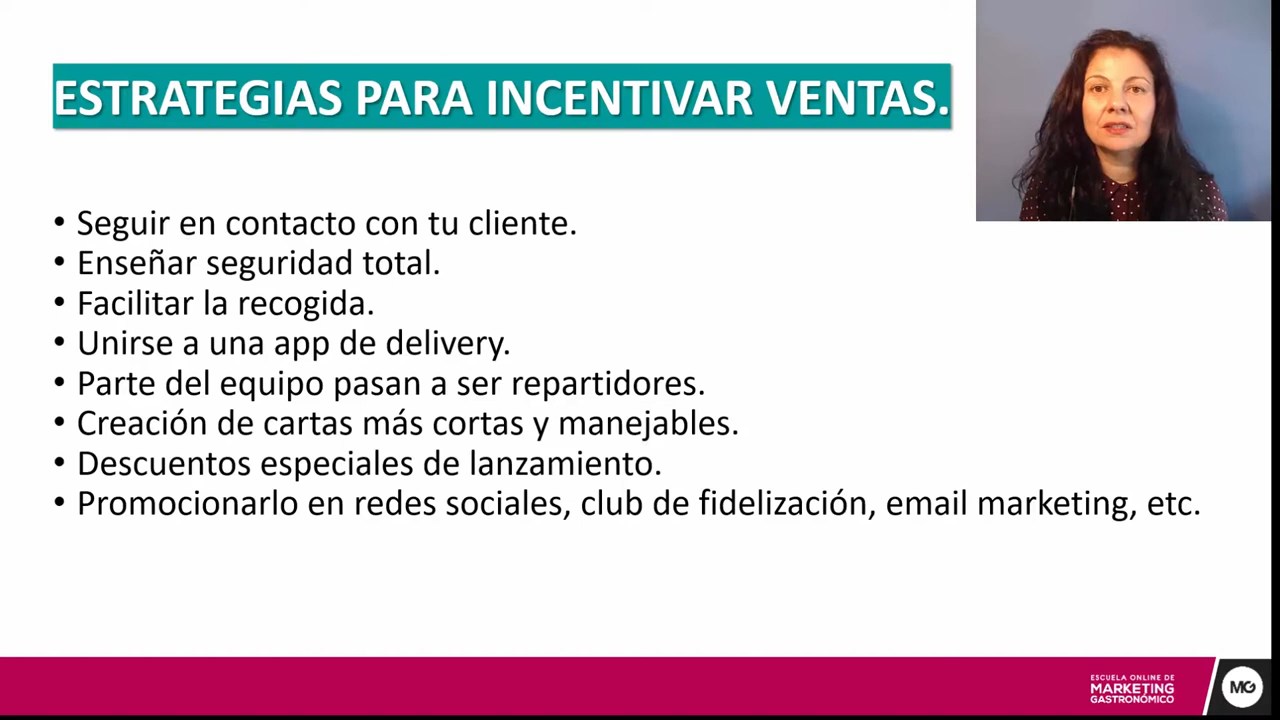 ESTRATEGIAS PARA INCENTIVAR VENTAS.
• Seguir en contacto con tu cliente.
• Enseñar seguridad total.
• Facilitar la recogida.
• Unirse a una app de delivery.
• Parte del equipo pasan a ser repartidores.
• Creación de cartas más cortas y manejables.
• Descuentos especiales de lanzamiento.
• Promocionarlo en redes sociales, club de fidelización, email marketing, etc.
ESCUELA ONLINE DE
MARKETING
GASTRONÓMICO
MG